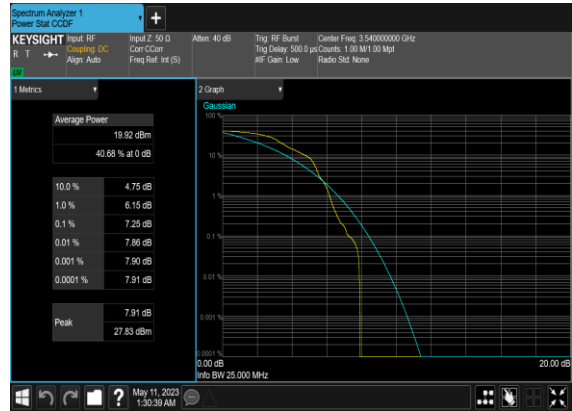 Spectrum Analyzer 1
Power Stat CCDF
KEYSIGHT
R T
Input: RF
Coupling: DC
Align: Auto
Input Z: 50 Ω
Corr CCorr
Freq Ref: Int (S)
Atten: 40 dB
Trig: RF Burst
Trig Delay: 500.0 µs
#IF Gain: Low
Center Freq: 3.540000000 GHz
Counts: 1.00 M/1.00 Mpt
Radio Std: None
1 Metrics
Average Power
19.92 dBm
40.68 % at 0 dB
10.0 % 4.75 dB
1.0 % 6.15 dB
0.1 % 7.25 dB
0.01 % 7.86 dB
0.001 % 7.90 dB
0.0001 % 7.91 dB
Peak
7.91 dB
27.83 dBm
2 Graph
Gaussian
100 %
10 %
1 %
0.1 %
0.01 %
0.001 %
0.0001 %
0.00 dB
20.00 dB
Info BW 25.000 MHz
?
May 11, 2023
1:30:39 AM